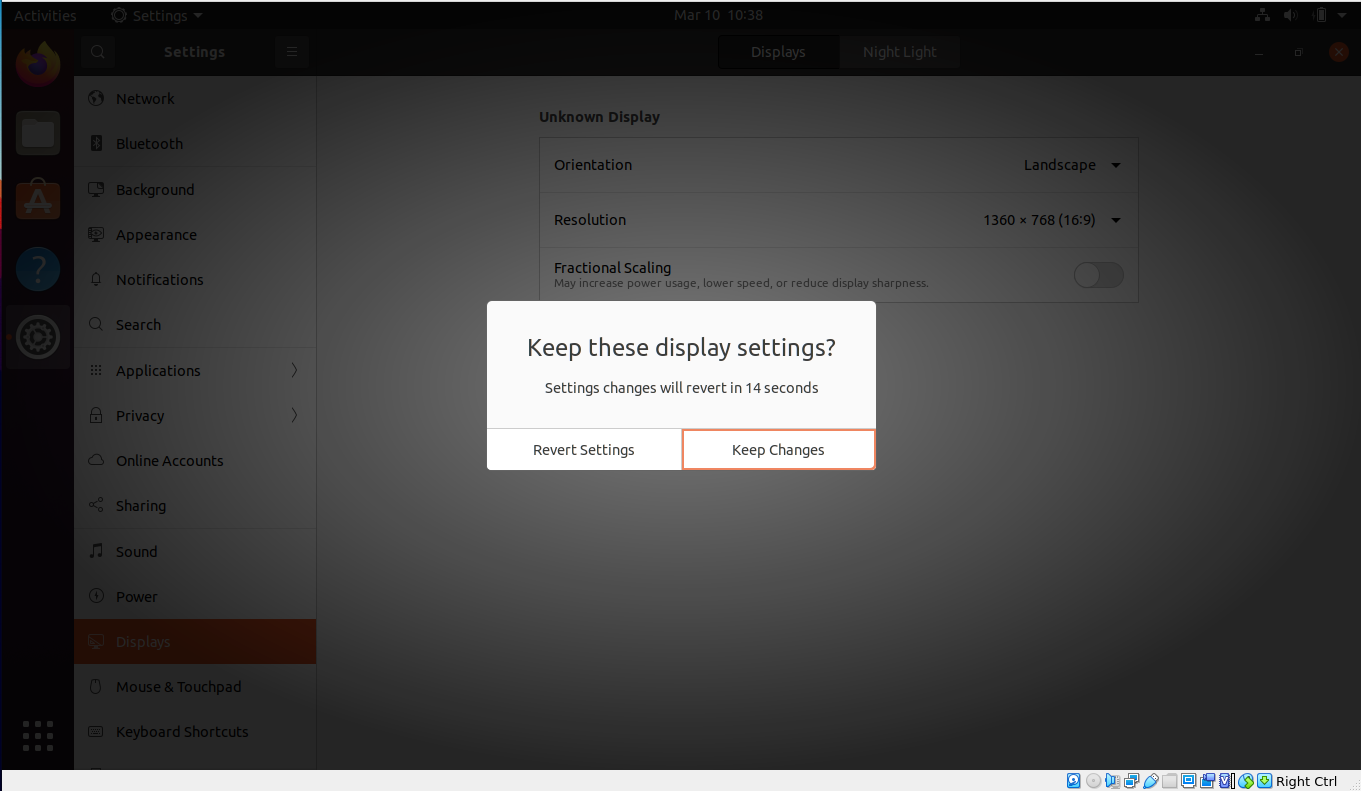 Activities
Settings
Mar 10 10:38
Settings
Displays
Night Light
Network
Bluetooth
Background
Appearance
Notifications
Search
Applications
Privacy
Online Accounts
Sharing
Sound
Power
Displays
Mouse & Touchpad
Keyboard Shortcuts
Unknown Display
Orientation
Landscape
Resolution
1360 × 768 (16:9)
Fractional Scaling
May increase power usage, lower speed, or reduce display sharpness.
Keep these display settings?
Settings changes will revert in 14 seconds
Revert Settings
Keep Changes
Right Ctrl